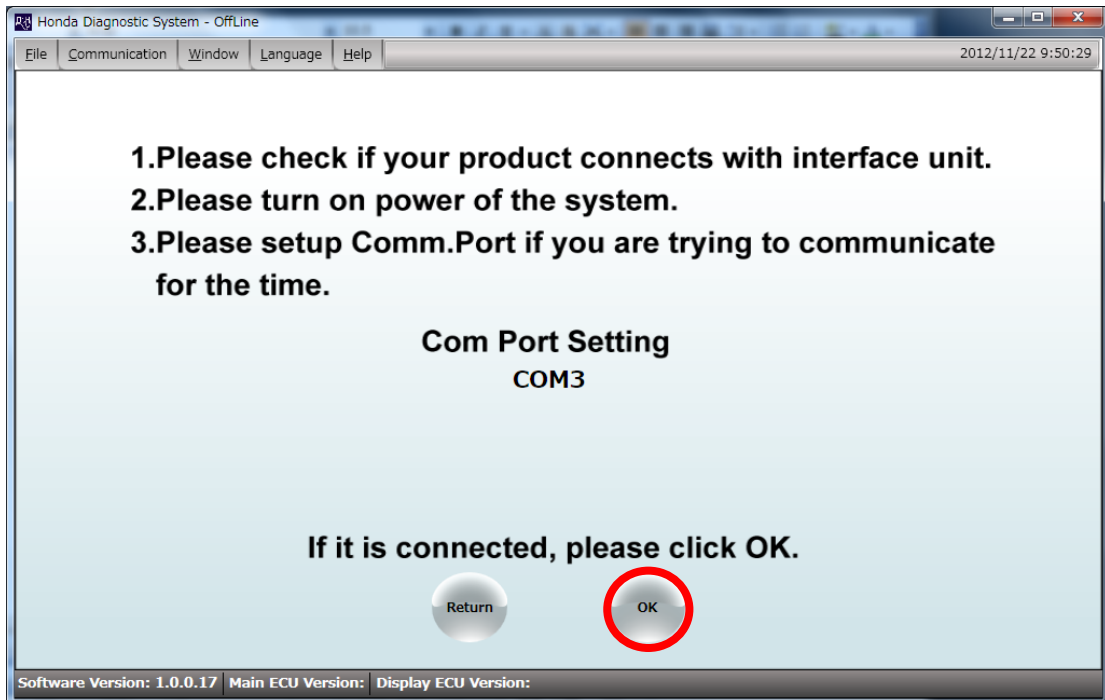 Honda Diagnostic System - OffLine
File Communication Window Language Help 2012/11/22 9:50:29
1.Please check if your product connects with interface unit.
2.Please turn on power of the system.
3.Please setup Comm.Port if you are trying to communicate
for the time.
Com Port Setting
COM3
If it is connected, please click OK.
Return OK
Software Version: 1.0.0.17 Main ECU Version: Display ECU Version: